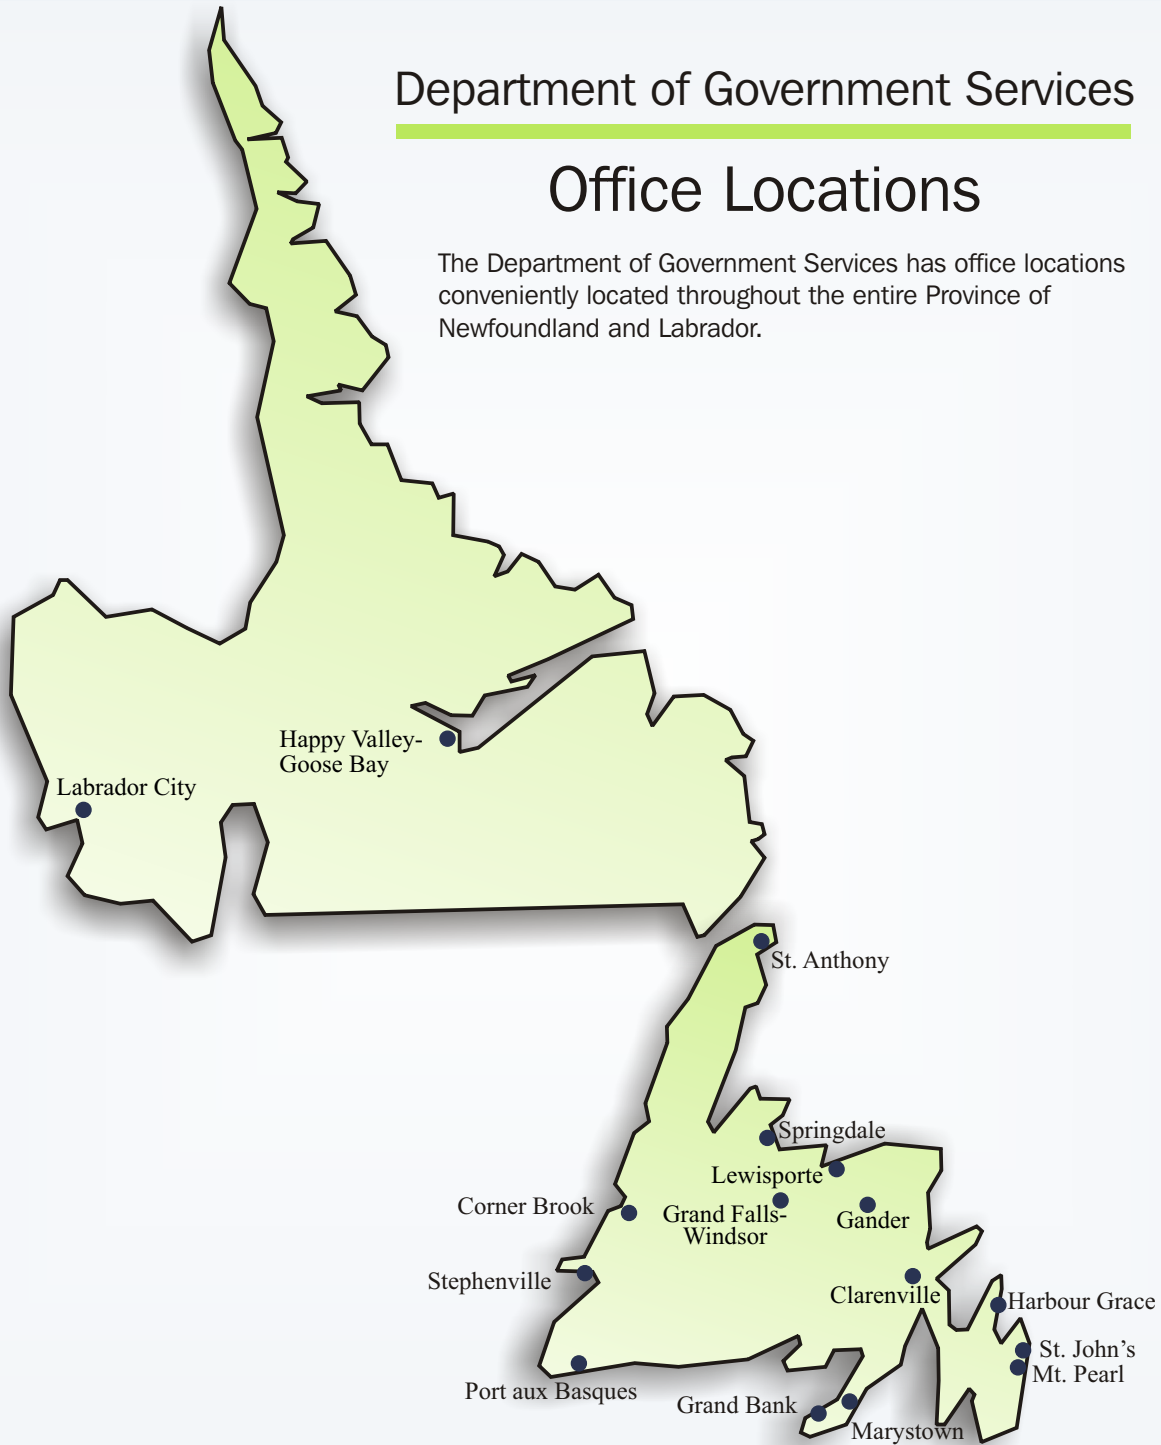 Department of Government Services
Office Locations
The Department of Government Services has office locations
conveniently located throughout the entire Province of
Newfoundland and Labrador.
Happy Valley-
Goose Bay
Labrador City
St. Anthony
Springdale
Lewisporte
Corner Brook
Grand Falls-
Windsor
Gander
Stephenville
Clarenville
Harbour Grace
St. John’s
Mt. Pearl
Port aux Basques
Grand Bank
Marystown